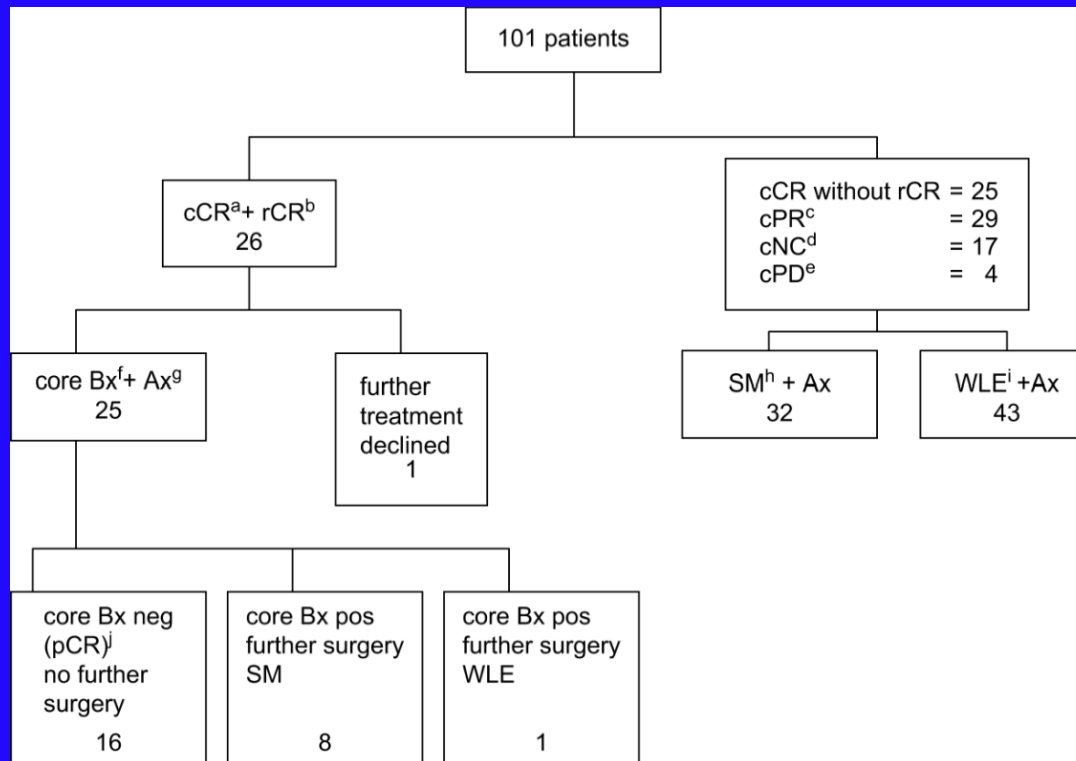 101 patients
cCRᵃ+ rCRᵇ
26
cCR without rCR = 25
cPRᶜ = 29
cNCᵈ = 17
cPDᵉ = 4
core Bxᶠ+ Axᵍ
25
further
treatment
declined
1
SMʰ + Ax
32
WLEⁱ +Ax
43
core Bx neg
(pCR)ʲ
no further
surgery
16
core Bx pos
further surgery
SM
8
core Bx pos
further surgery
WLE
1